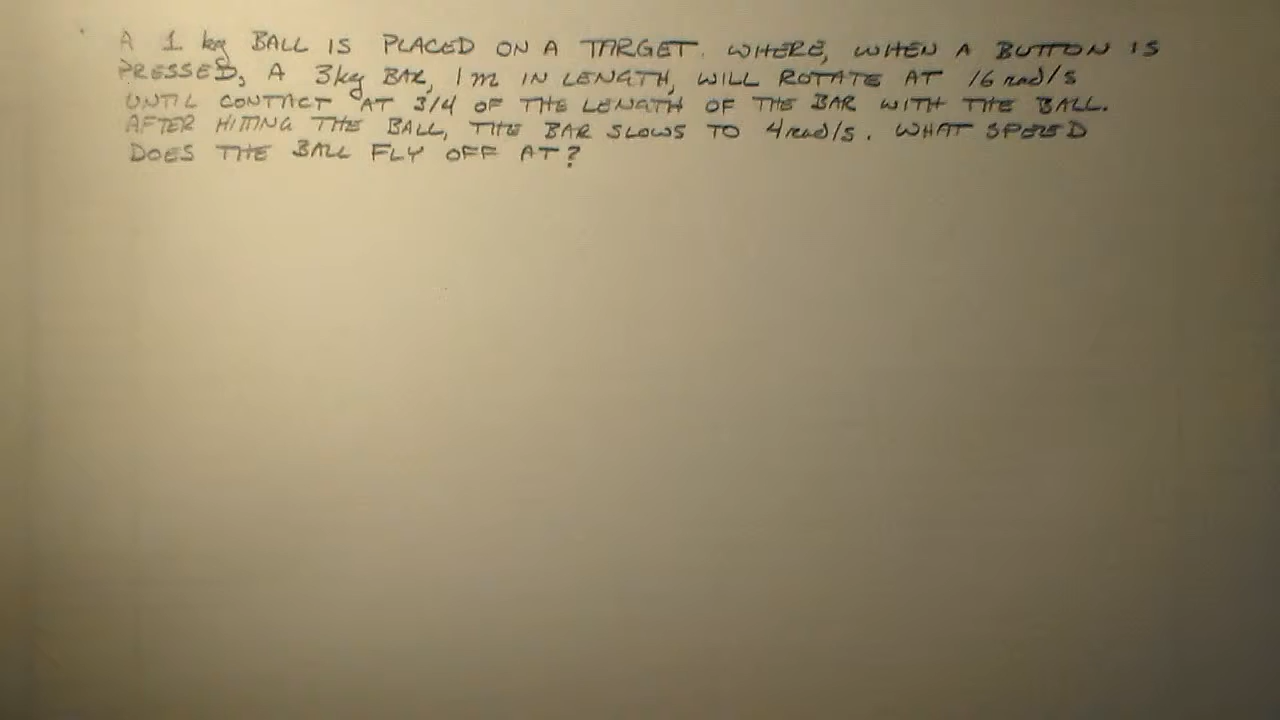 A 1 kg BALL IS PLACED ON A TARGET. WHERE, WHEN A BUTTON IS
PRESSED, A 3kg BAR, 1m IN LENGTH, WILL ROTATE AT 16 rad/s
UNTIL CONTACT AT 3/4 OF THE LENGTH OF THE BAR WITH THE BALL.
AFTER HITTING THE BALL, THE BAR SLOWS TO 4 rad/s. WHAT SPEED
DOES THE BALL FLY OFF AT?